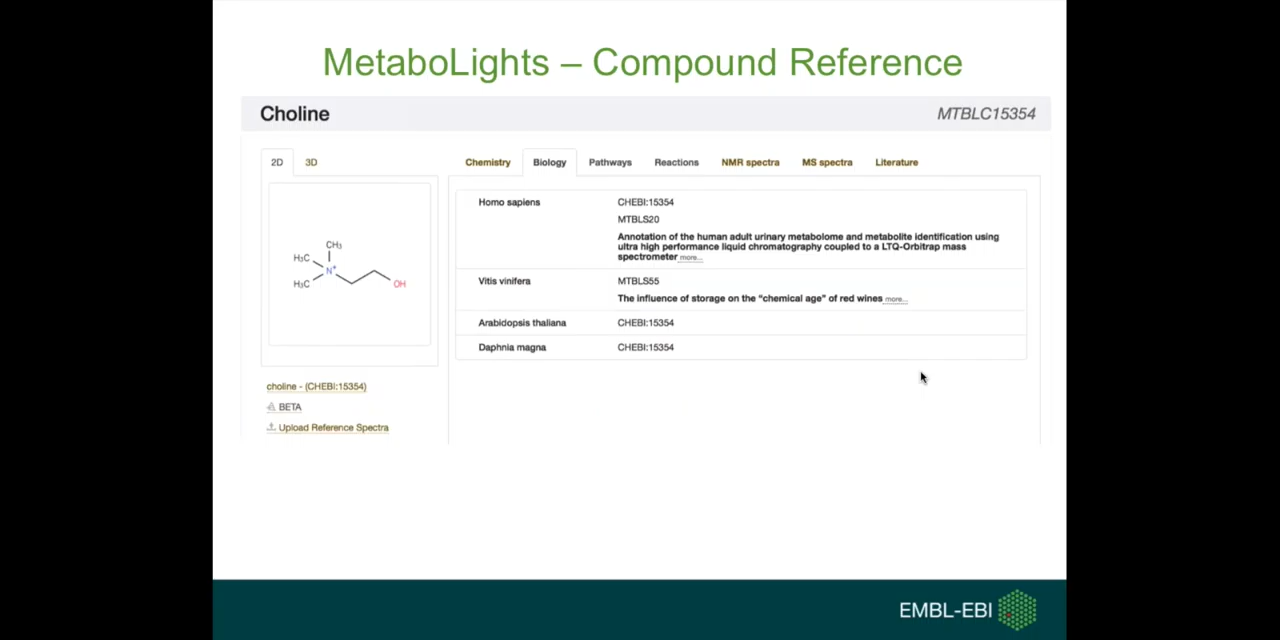 MetaboLights – Compound Reference
Choline
MTBLC15354
2D
3D
Chemistry
Biology
Pathways
Reactions
NMR spectra
MS spectra
Literature
CH₃
H₃C
N⁺
H₃C
OH
choline - (CHEBI:15354)
BETA
Upload Reference Spectra
Homo sapiens
CHEBI:15354
MTBLS20
Annotation of the human adult urinary metabolome and metabolite identification using
ultra high performance liquid chromatography coupled to a LTQ-Orbitrap mass
spectrometer more...
Vitis vinifera
MTBLS55
The influence of storage on the "chemical age" of red wines more...
Arabidopsis thaliana
CHEBI:15354
Daphnia magna
CHEBI:15354
EMBL-EBI